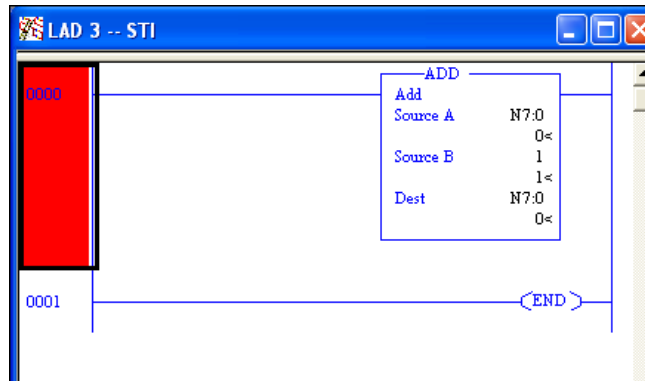 LAD 3 -- STI
0000
ADD
Add
Source A N7:0
0<
Source B 1
1<
Dest N7:0
0<
0001
END